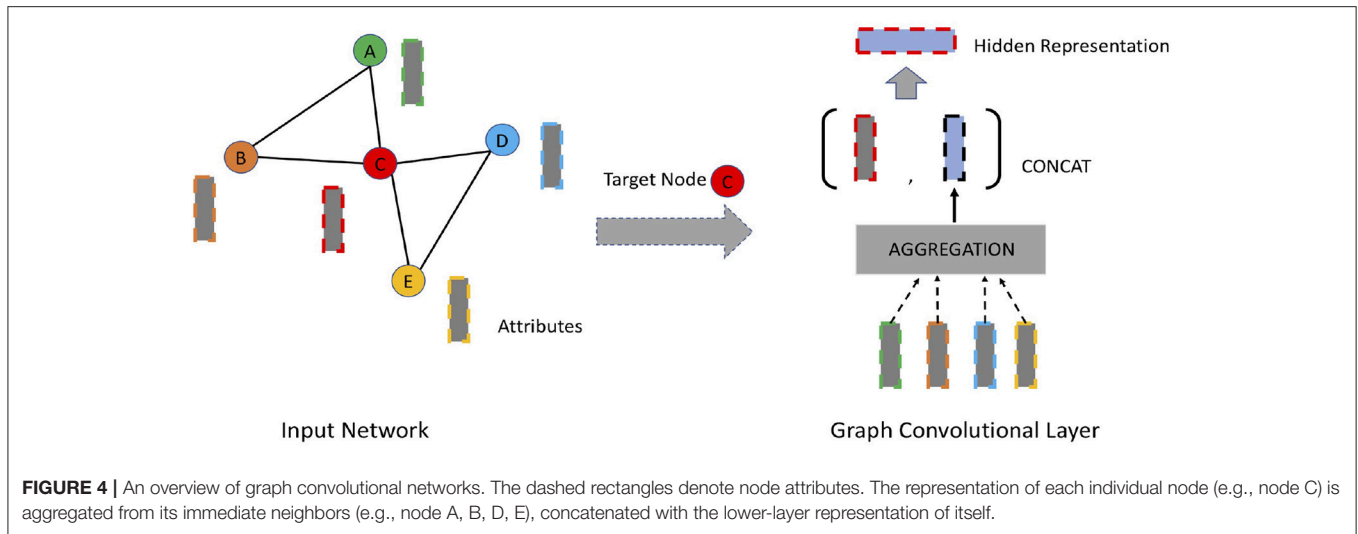 A
D
B
C
E
Attributes
Input Network
Target Node C
Hidden Representation
( , ) CONCAT
AGGREGATION
Graph Convolutional Layer
FIGURE 4 | An overview of graph convolutional networks. The dashed rectangles denote node attributes. The representation of each individual node (e.g., node C) is
aggregated from its immediate neighbors (e.g., node A, B, D, E), concatenated with the lower-layer representation of itself.